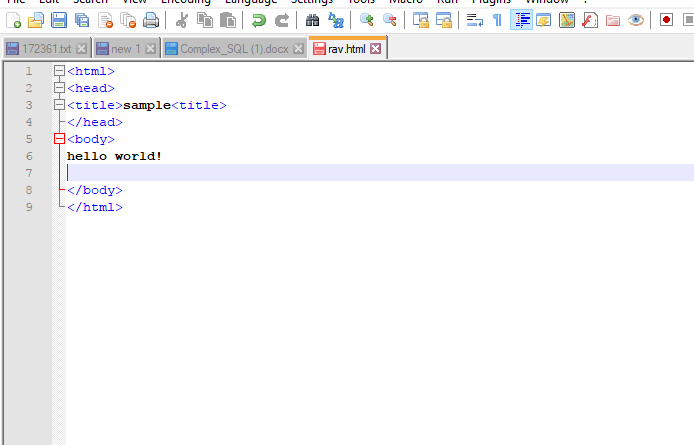 Search View Encoding Language Settings Tools Macro Run Plugins Window ?
172361.txt new 1 Complex_SQL (1).docx rav.html
1 <html>
2 <head>
3 <title>sample<title>
4 </head>
5 <body>
6 hello world!
7
8 </body>
9 </html>